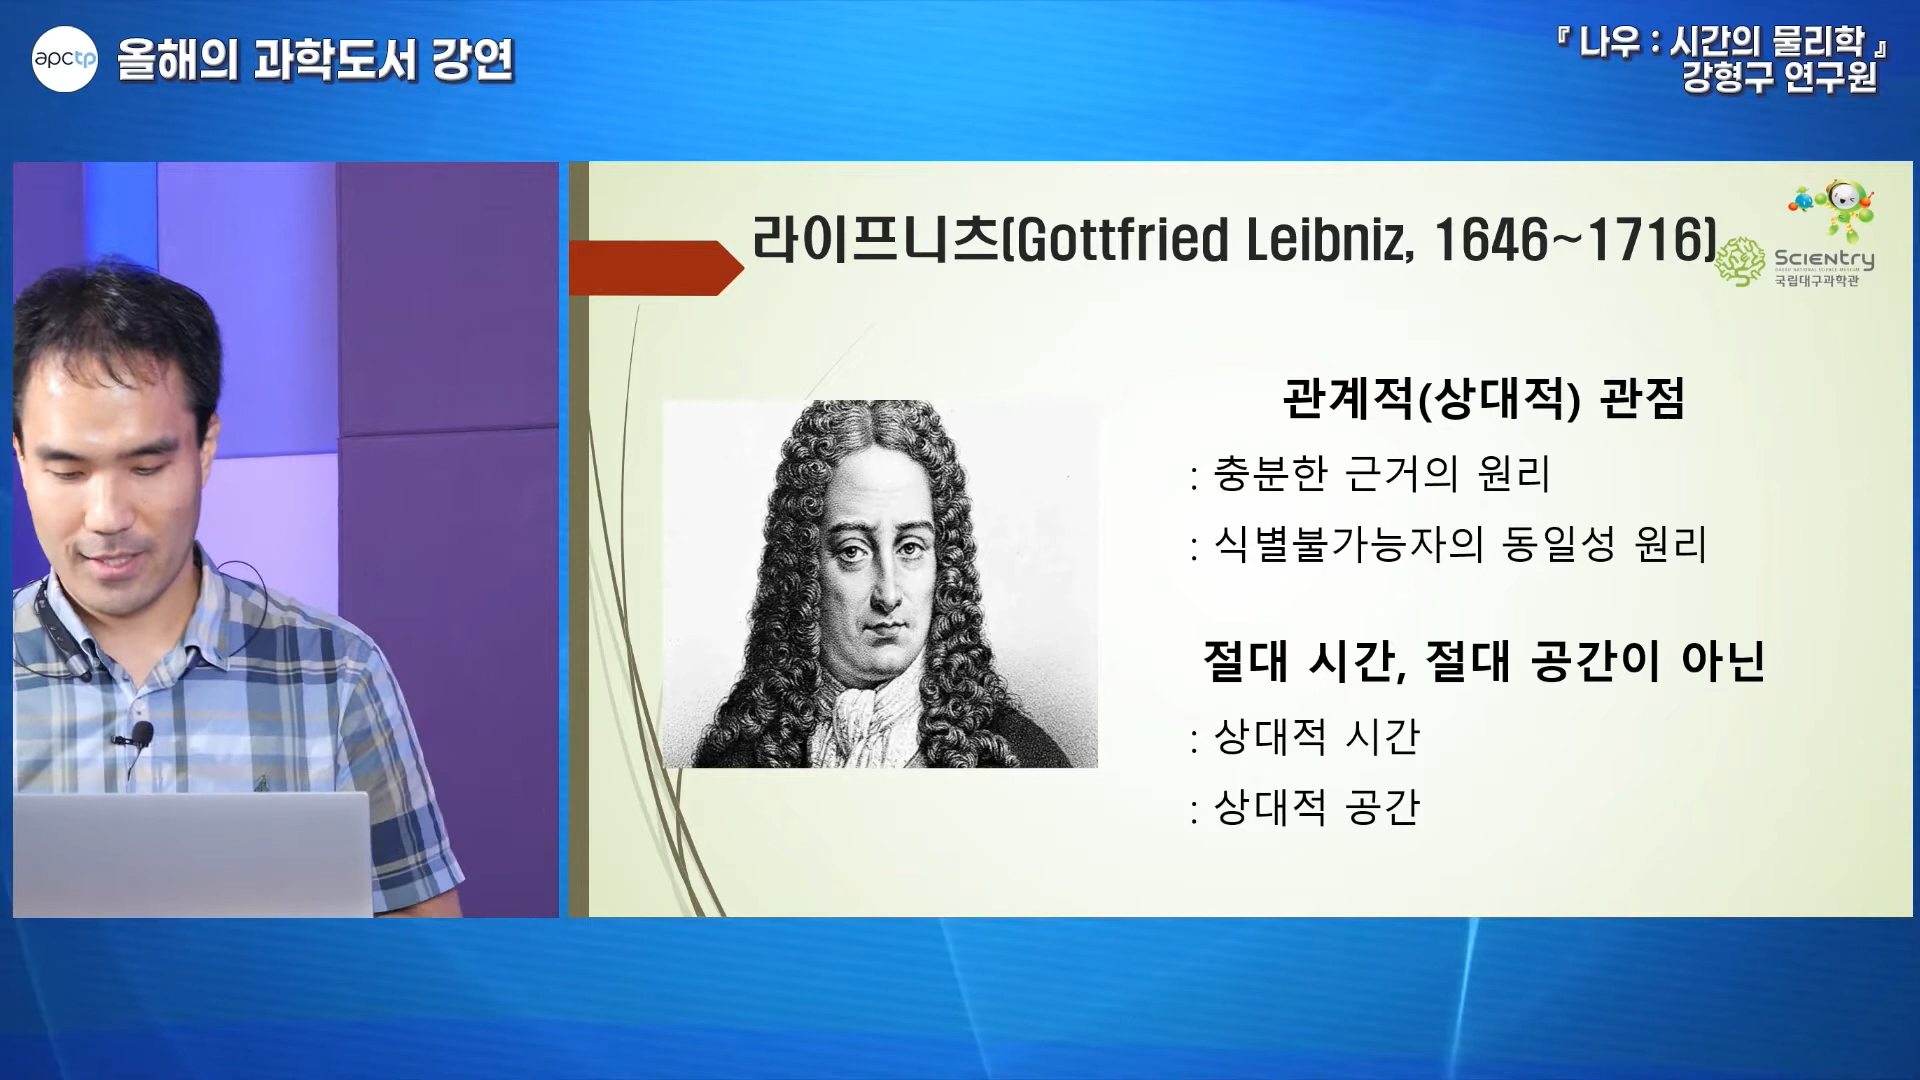 apctp 올해의 과학도서 강연
『 나우 : 시간의 물리학 』
강형구 연구원
라이프니츠(Gottfried Leibniz, 1646~1716)
Scientry
국립대구과학관
관계적(상대적) 관점
: 충분한 근거의 원리
: 식별불가능자의 동일성 원리
절대 시간, 절대 공간이 아닌
: 상대적 시간
: 상대적 공간